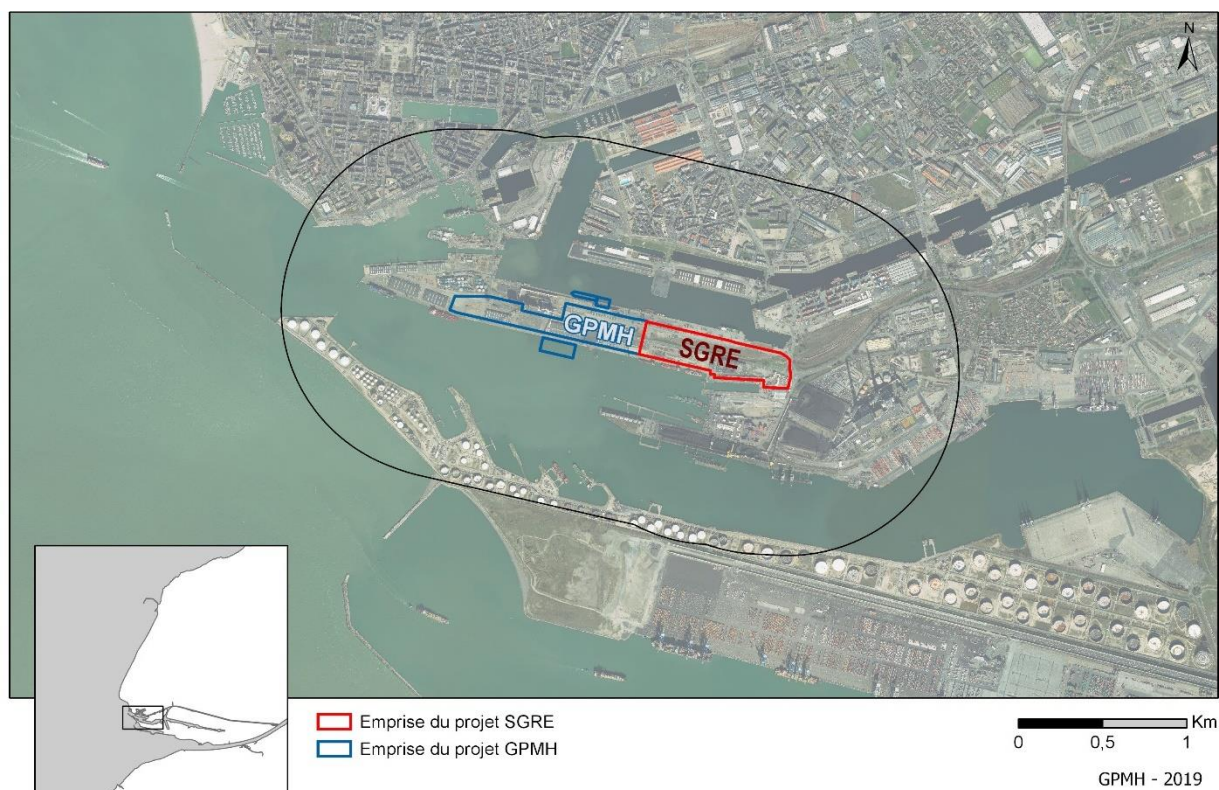 N
GPMH
SGRE
Emprise du projet SGRE
Emprise du projet GPMH
Km
0 0,5 1
GPMH - 2019